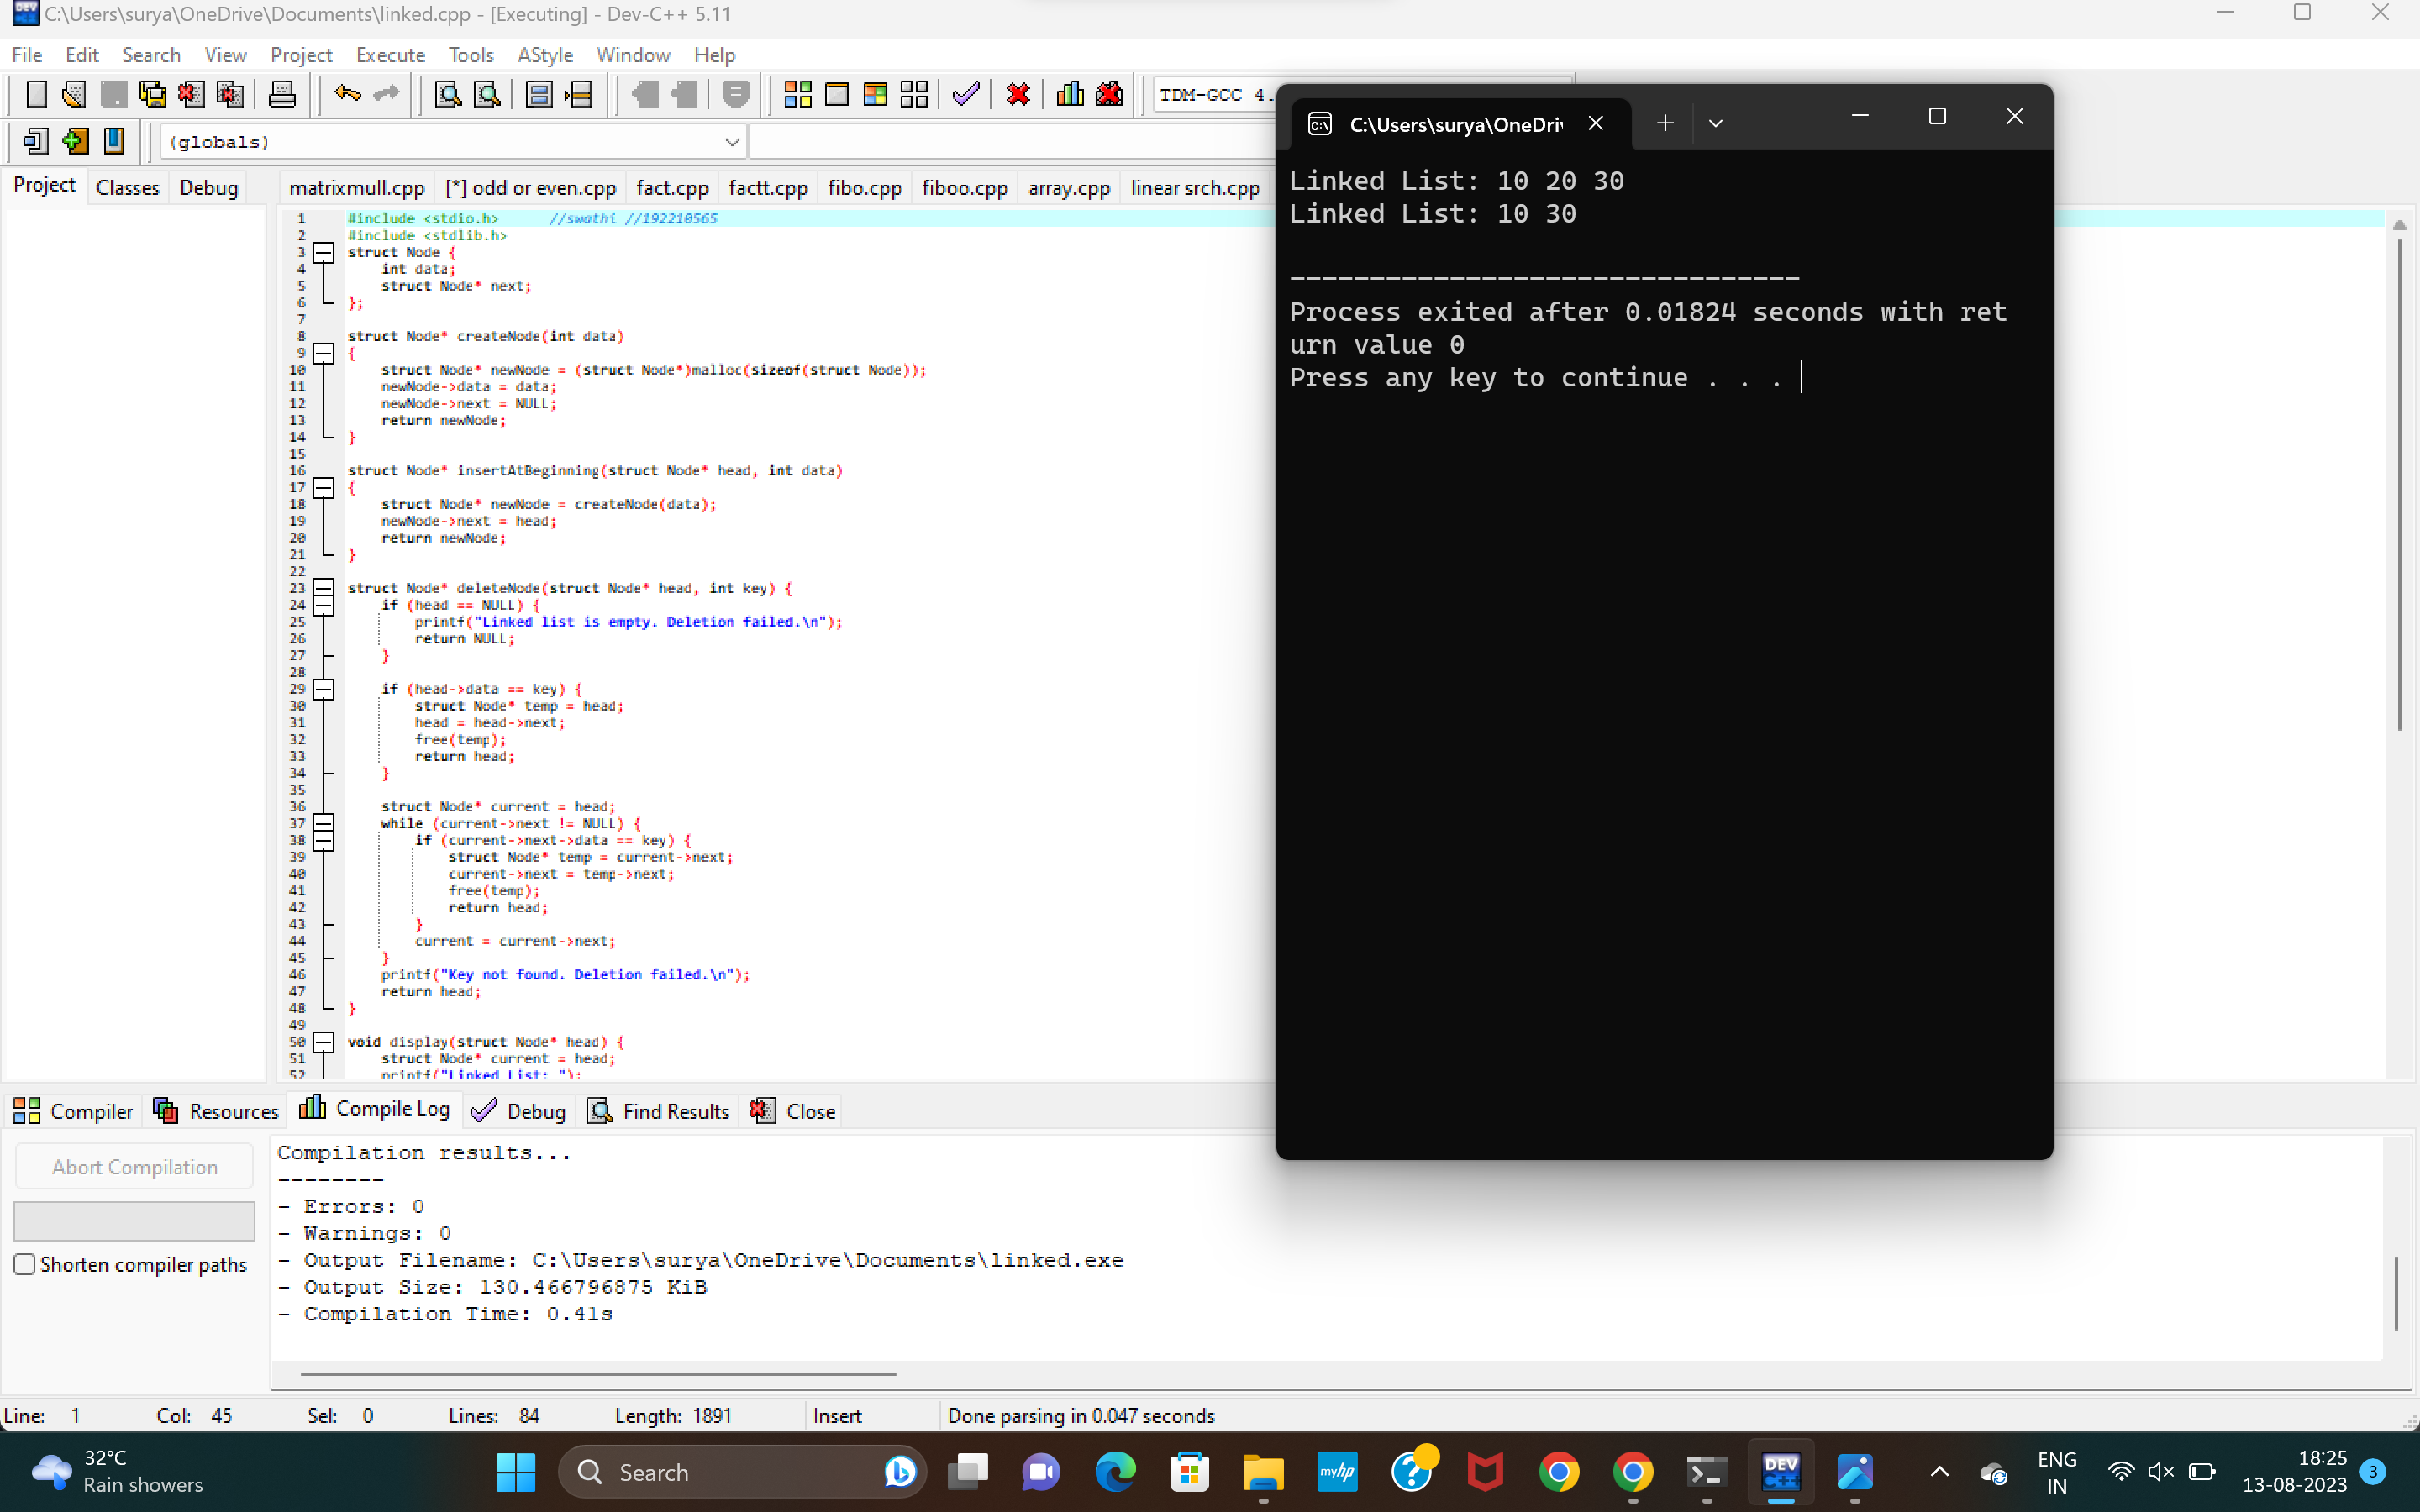 C:\Users\surya\OneDrive\Documents\linked.cpp - [Executing] - Dev-C++ 5.11
File Edit Search View Project Execute Tools AStyle Window Help
TDM-GCC 4.
(globals)
Project Classes Debug
matrixmull.cpp [*] odd or even.cpp fact.cpp factt.cpp fibo.cpp fiboo.cpp array.cpp linear srch.cpp
1 #include <stdio.h> //swathi //192210565
2 #include <stdlib.h>
3 struct Node {
4 int data;
5 struct Node* next;
6 };
7
8 struct Node* createNode(int data)
9 {
10 struct Node* newNode = (struct Node*)malloc(sizeof(struct Node));
11 newNode->data = data;
12 newNode->next = NULL;
13 return newNode;
14 }
15
16 struct Node* insertAtBeginning(struct Node* head, int data)
17 {
18 struct Node* newNode = createNode(data);
19 newNode->next = head;
20 return newNode;
21 }
22
23 struct Node* deleteNode(struct Node* head, int key) {
24 if (head == NULL) {
25 printf("Linked list is empty. Deletion failed.\n");
26 return NULL;
27 }
28
29 if (head->data == key) {
30 struct Node* temp = head;
31 head = head->next;
32 free(temp);
33 return head;
34 }
35
36 struct Node* current = head;
37 while (current->next != NULL) {
38 if (current->next->data == key) {
39 struct Node* temp = current->next;
40 current->next = temp->next;
41 free(temp);
42 return head;
43 }
44 current = current->next;
45 }
46 printf("Key not found. Deletion failed.\n");
47 return head;
48 }
49
50 void display(struct Node* head) {
51 struct Node* current = head;
52 printf("Linked List: ");
C:\Users\surya\OneDri
Linked List: 10 20 30
Linked List: 10 30
--------------------------------
Process exited after 0.01824 seconds with ret
urn value 0
Press any key to continue . . .
Compiler Resources Compile Log Debug Find Results Close
Abort Compilation
Shorten compiler paths
Compilation results...
--------
- Errors: 0
- Warnings: 0
- Output Filename: C:\Users\surya\OneDrive\Documents\linked.exe
- Output Size: 130.466796875 KiB
- Compilation Time: 0.41s
Line: 1 Col: 45 Sel: 0 Lines: 84 Length: 1891 Insert Done parsing in 0.047 seconds
32°C
Rain showers
Search
myhp
DEV C++
ENG
IN
18:25
13-08-2023
3